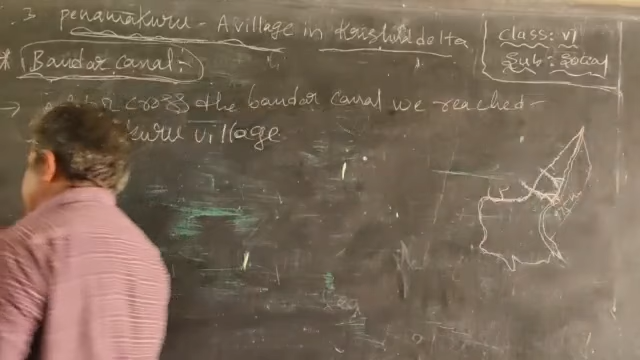 3 penamakuru - A village in Krishna delta
Class: VI
Sub: Social
* Bandar canal:-
→ After cross the bandar canal we reached -
kuru village